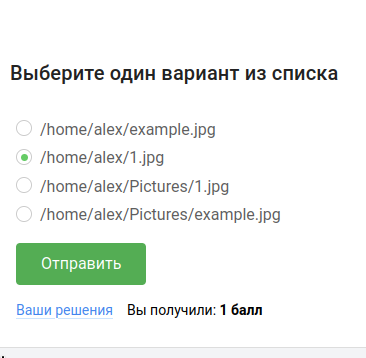 Выберите один вариант из списка
/home/alex/example.jpg
/home/alex/1.jpg
/home/alex/Pictures/1.jpg
/home/alex/Pictures/example.jpg
Отправить
Ваши решения Вы получили: 1 балл